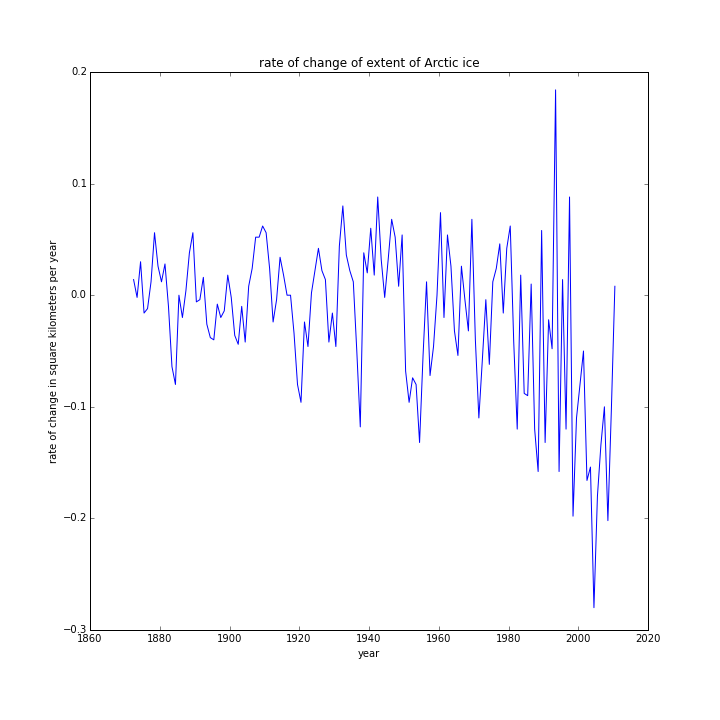 rate of change of extent of Arctic ice
0.2
0.1
0.0
−0.1
−0.2
−0.3
rate of change in square kilometers per year
1860 1880 1900 1920 1940 1960 1980 2000 2020
year